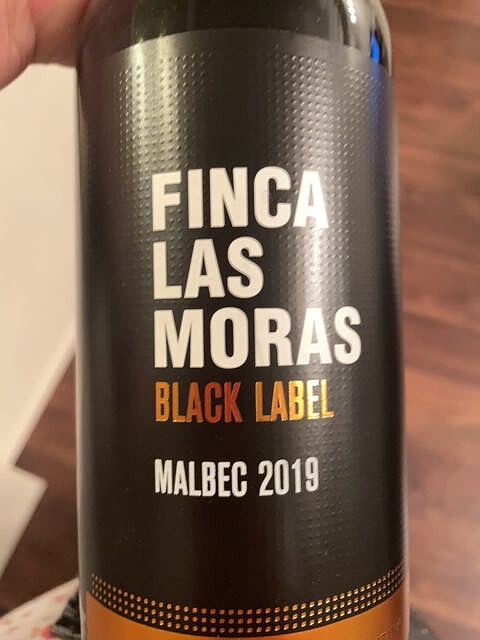 FINCA
LAS
MORAS
BLACK LABEL
MALBEC 2019